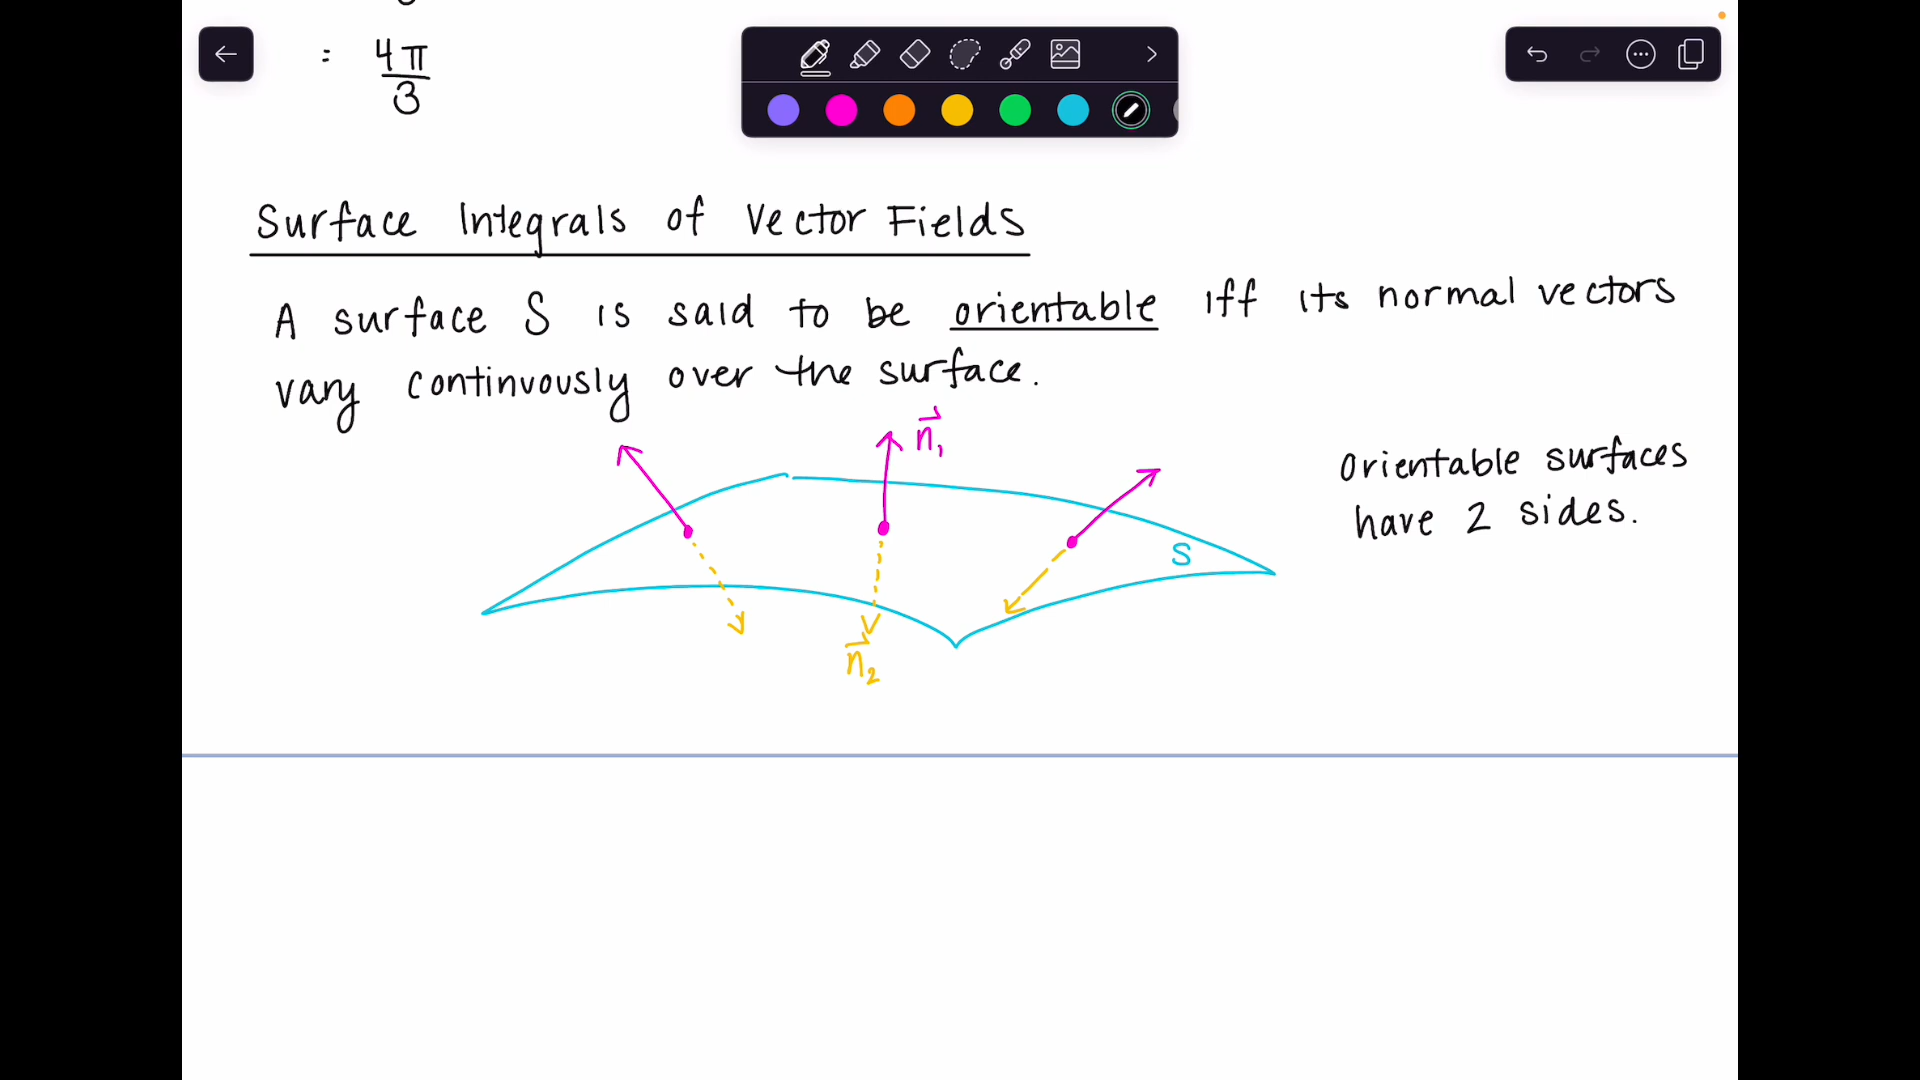 = 4π/3
Surface Integrals of Vector Fields
A surface S is said to be orientable iff its normal vectors
vary continuously over the surface.
n⃗₁
orientable surfaces
have 2 sides.
S
n⃗₂